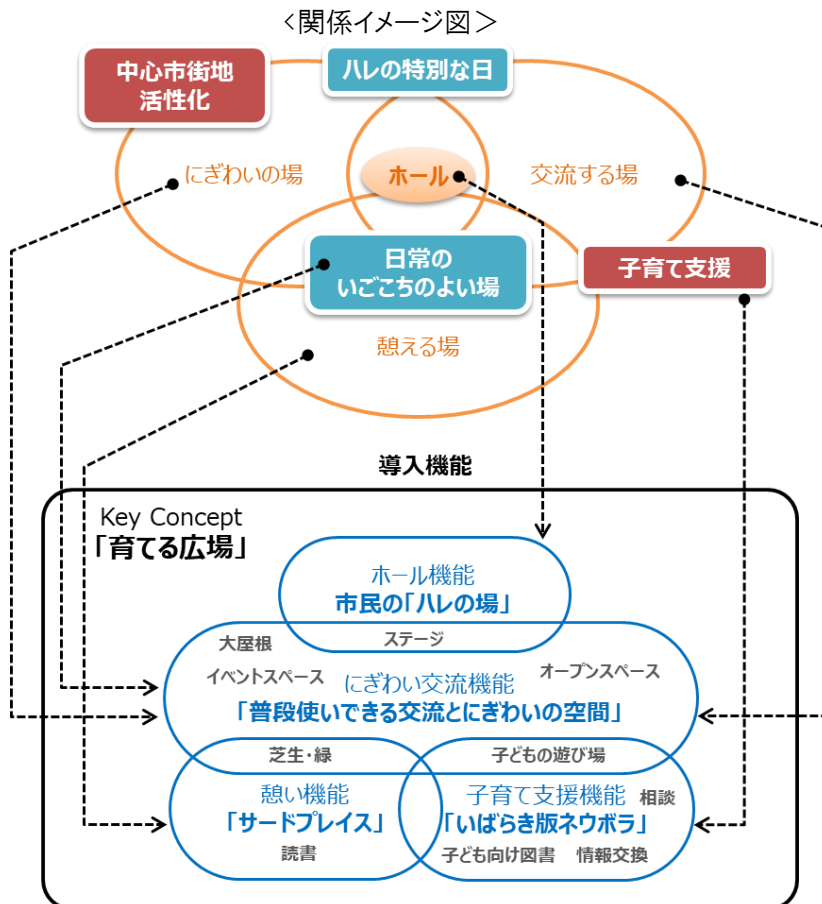 <関係イメージ図>
中心市街地
活性化
ハレの特別な日
にぎわいの場
ホール
交流する場
日常の
いごこちのよい場
子育て支援
憩える場
導入機能
Key Concept
「育てる広場」
ホール機能
市民の「ハレの場」
大屋根
ステージ
イベントスペース
にぎわい交流機能
オープンスペース
「普段使いできる交流とにぎわいの空間」
芝生・緑
子どもの遊び場
憩い機能
「サードプレイス」
読書
子育て支援機能
相談
「いばらき版ネウボラ」
子ども向け図書
情報交換